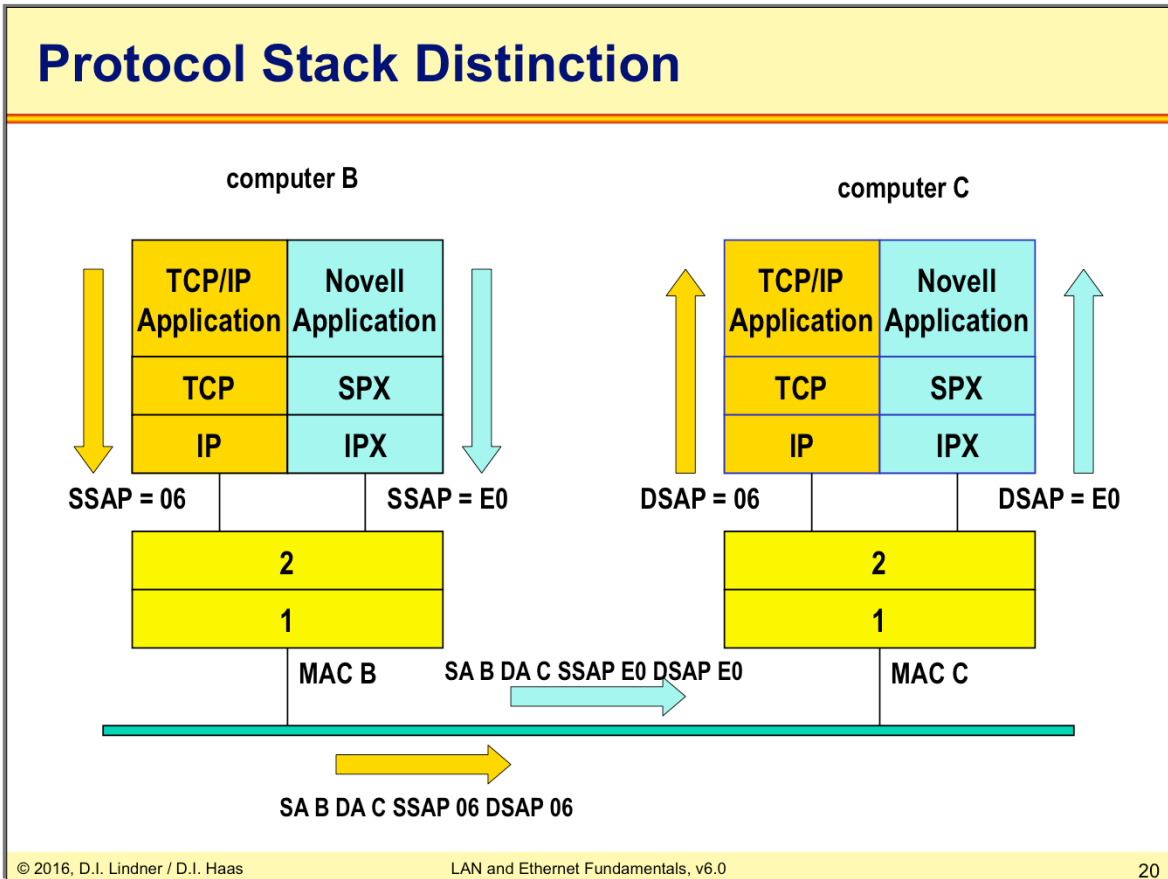 Protocol Stack Distinction
computer B
computer C
TCP/IP
Application
Novell
Application
TCP
SPX
IP
IPX
SSAP = 06
SSAP = E0
2
1
MAC B
TCP/IP
Application
Novell
Application
TCP
SPX
IP
IPX
DSAP = 06
DSAP = E0
2
1
MAC C
SA B DA C SSAP E0 DSAP E0
SA B DA C SSAP 06 DSAP 06
© 2016, D.I. Lindner / D.I. Haas
LAN and Ethernet Fundamentals, v6.0
20